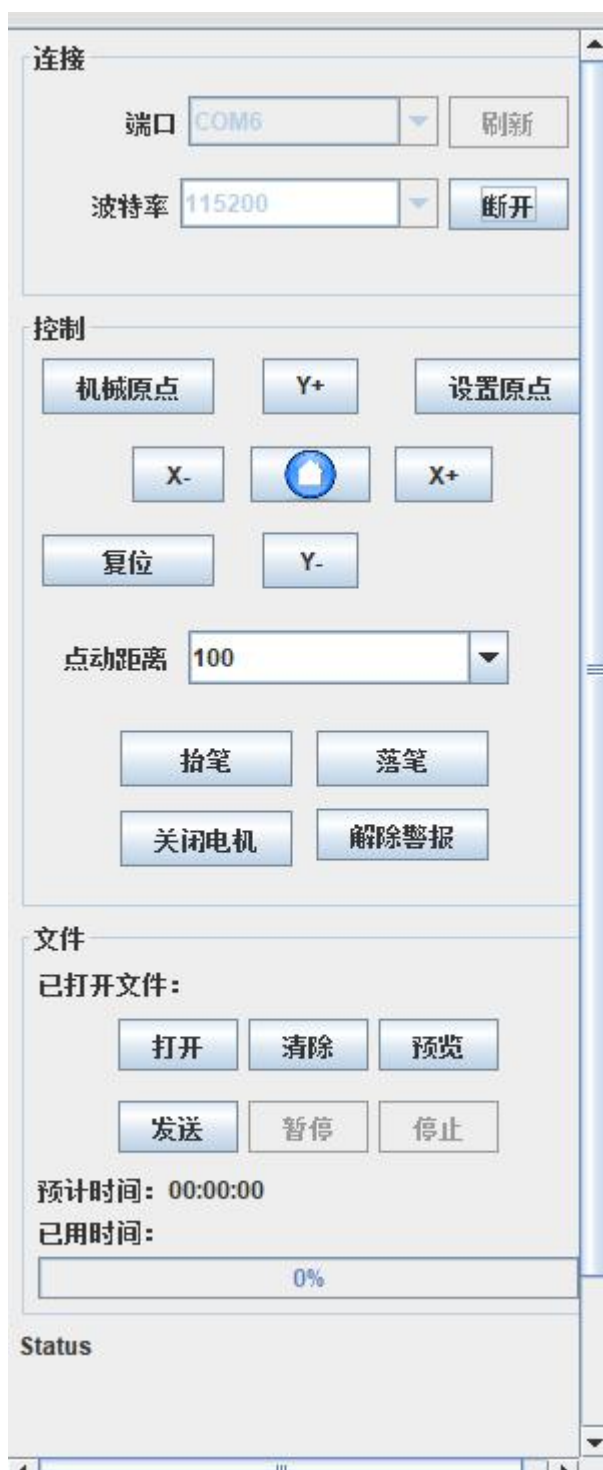 连接
端口 COM6 刷新
波特率 115200 断开
控制
机械原点 Y+ 设置原点
X- X+
复位 Y-
点动距离 100
抬笔 落笔
关闭电机 解除警报
文件
已打开文件：
打开 清除 预览
发送 暂停 停止
预计时间：00:00:00
已用时间：
0%
Status